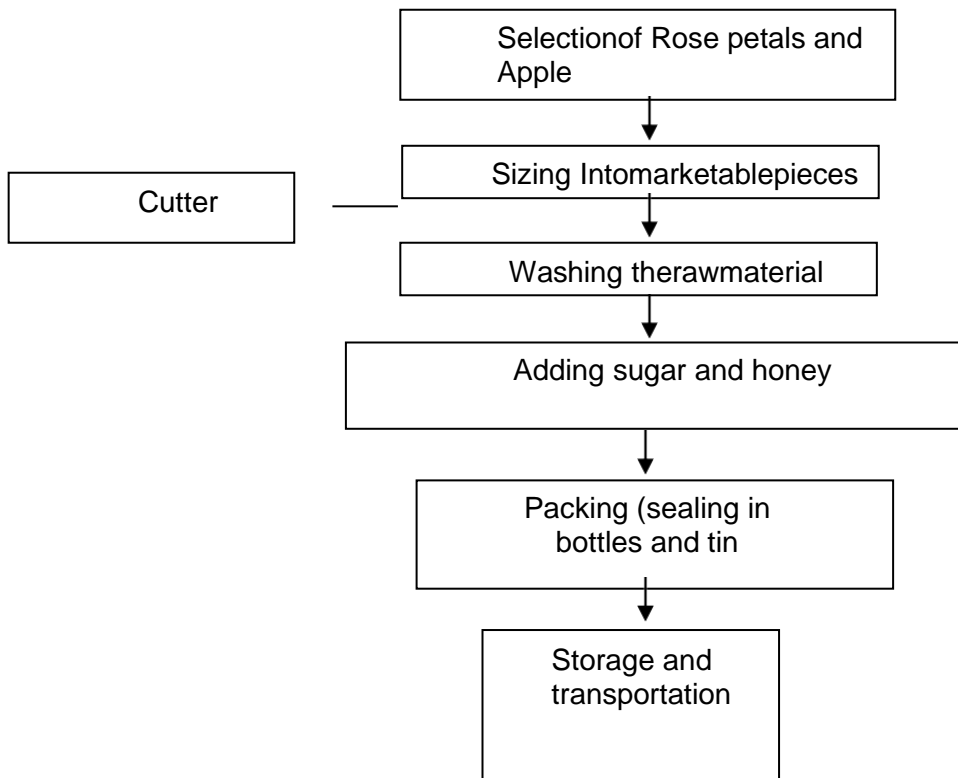 Selectionof Rose petals and
Apple
Sizing Intomarketablepieces
Cutter
Washing therawmaterial
Adding sugar and honey
Packing (sealing in
bottles and tin
Storage and
transportation